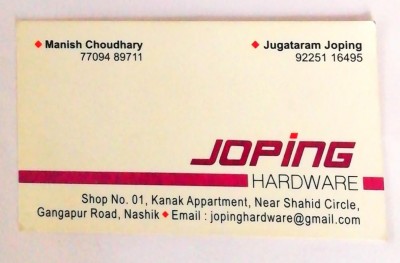 Manish Choudhary
77094 89711
Jugataram Joping
92251 16495
JOPING
HARDWARE
Shop No. 01, Kanak Appartment, Near Shahid Circle,
Gangapur Road, Nashik ◆ Email : jopinghardware@gmail.com